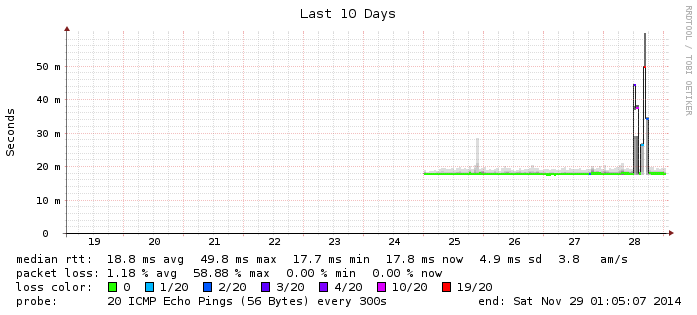 Last 10 Days
RRDTOOL / TOBI OETIKER
Seconds
50 m
40 m
30 m
20 m
10 m
0
19 20 21 22 23 24 25 26 27 28
median rtt: 18.8 ms avg 49.8 ms max 17.7 ms min 17.8 ms now 4.9 ms sd 3.8 am/s
packet loss: 1.18 % avg 58.88 % max 0.00 % min 0.00 % now
loss color: 0 1/20 2/20 3/20 4/20 10/20 19/20
probe: 20 ICMP Echo Pings (56 Bytes) every 300s end: Sat Nov 29 01:05:07 2014